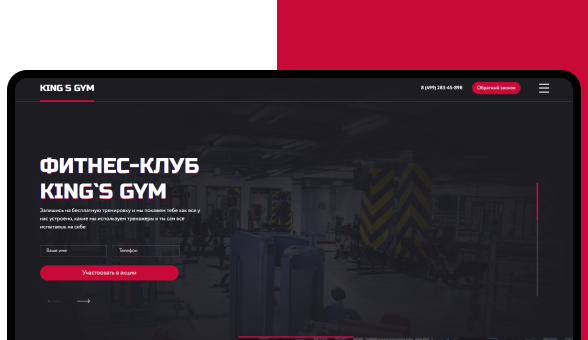 KING S GYM
8 (499) 283-45-898
Обратный звонок
ФИТНЕС-КЛУБ
KING`S GYM
Запишись на бесплатную тренировку и мы покажем тебе как все у
нас устроено, какие мы используем тренажеры и ты сам все
испытаешь на себе
Ваше имя
Телефон
Участвовать в акции